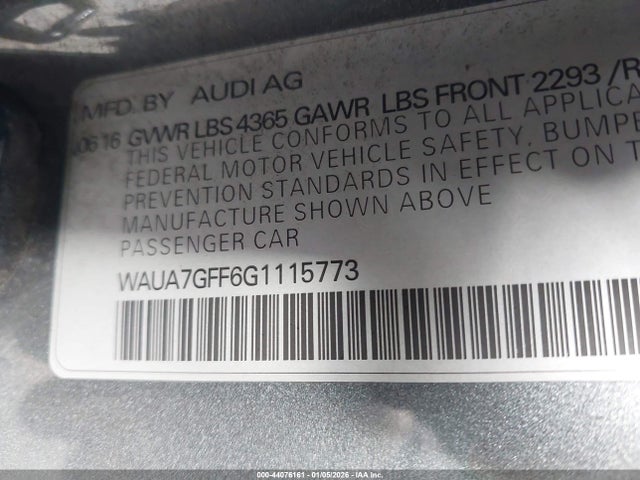 MFD. BY AUDI AG
06 16 GVWR LBS 4365 GAWR LBS FRONT 2293 /R
THIS VEHICLE CONFORMS TO ALL APPLICA
FEDERAL MOTOR VEHICLE SAFETY, BUMPE
PREVENTION STANDARDS IN EFFECT ON T
MANUFACTURE SHOWN ABOVE
PASSENGER CAR
WAUA7GFF6G1115773
000-44076161 | 01/05/2026 | Copart: IAA, Inc.